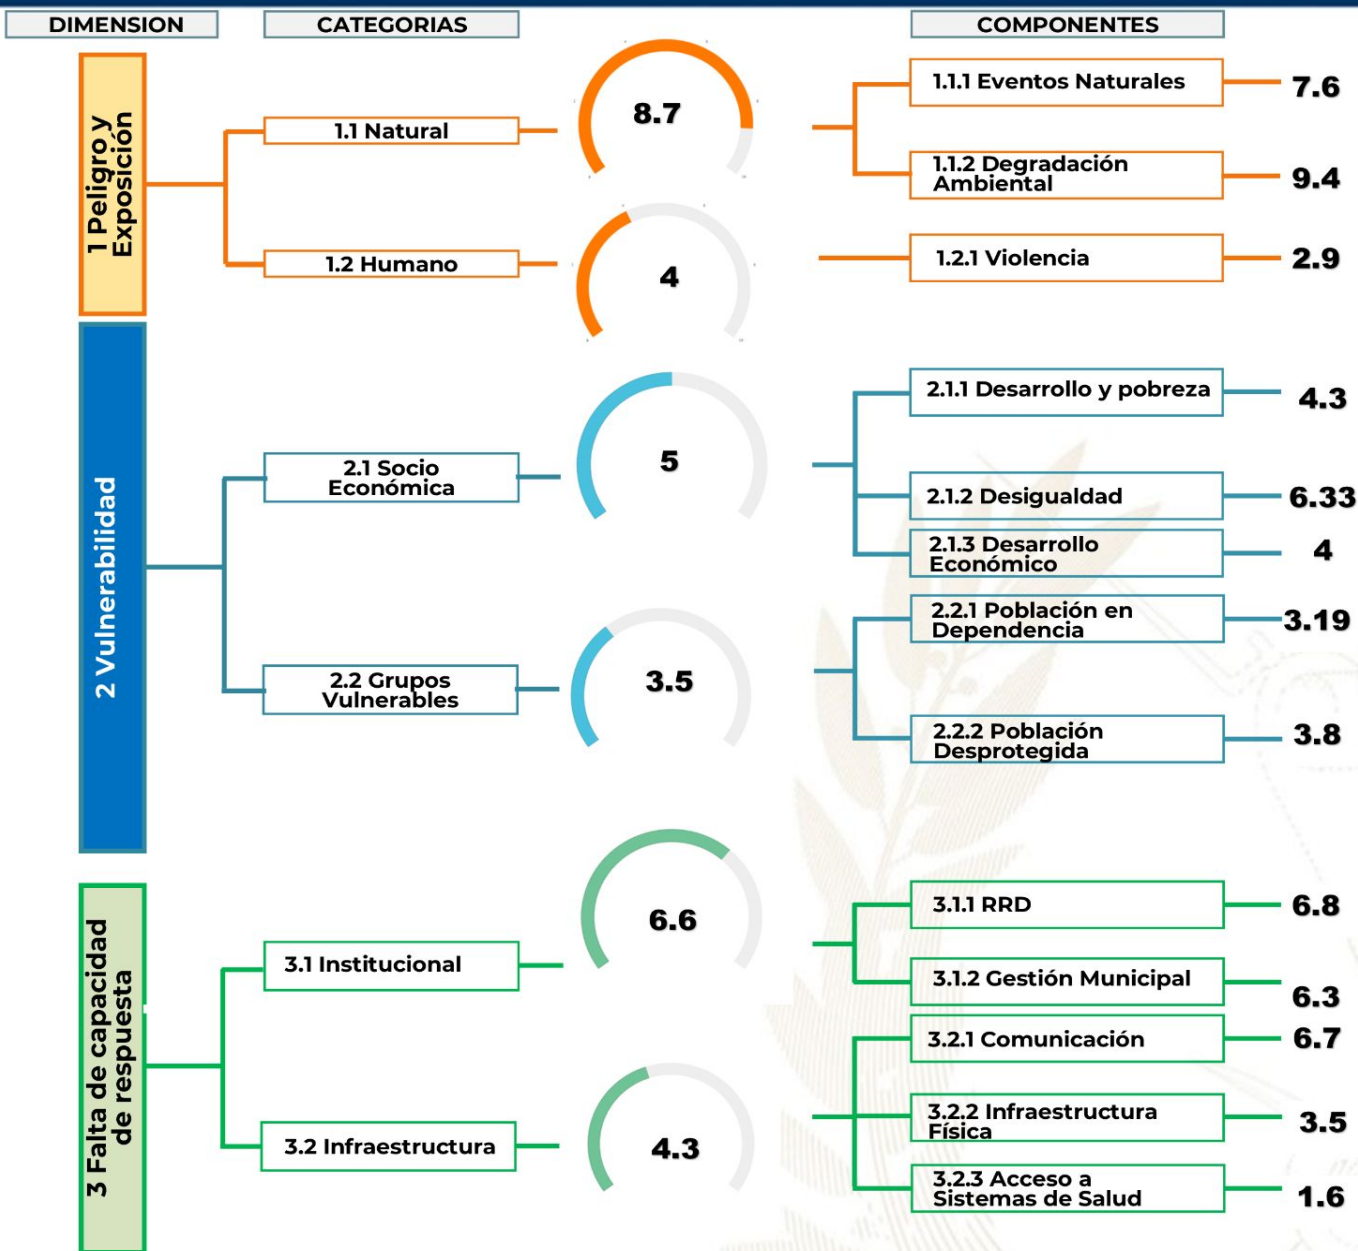 DIMENSION
CATEGORIAS
COMPONENTES
1 Peligro y
Exposición
1.1 Natural
8.7
1.1.1 Eventos Naturales
7.6
1.1.2 Degradación
Ambiental
9.4
1.2 Humano
4
1.2.1 Violencia
2.9
2 Vulnerabilidad
2.1 Socio
Económica
5
2.1.1 Desarrollo y pobreza
4.3
2.1.2 Desigualdad
6.33
2.1.3 Desarrollo
Económico
4
2.2 Grupos
Vulnerables
3.5
2.2.1 Población en
Dependencia
3.19
2.2.2 Población
Desprotegida
3.8
3 Falta de capacidad
de respuesta
3.1 Institucional
6.6
3.1.1 RRD
6.8
3.1.2 Gestión Municipal
6.3
3.2 Infraestructura
4.3
3.2.1 Comunicación
6.7
3.2.2 Infraestructura
Física
3.5
3.2.3 Acceso a
Sistemas de Salud
1.6